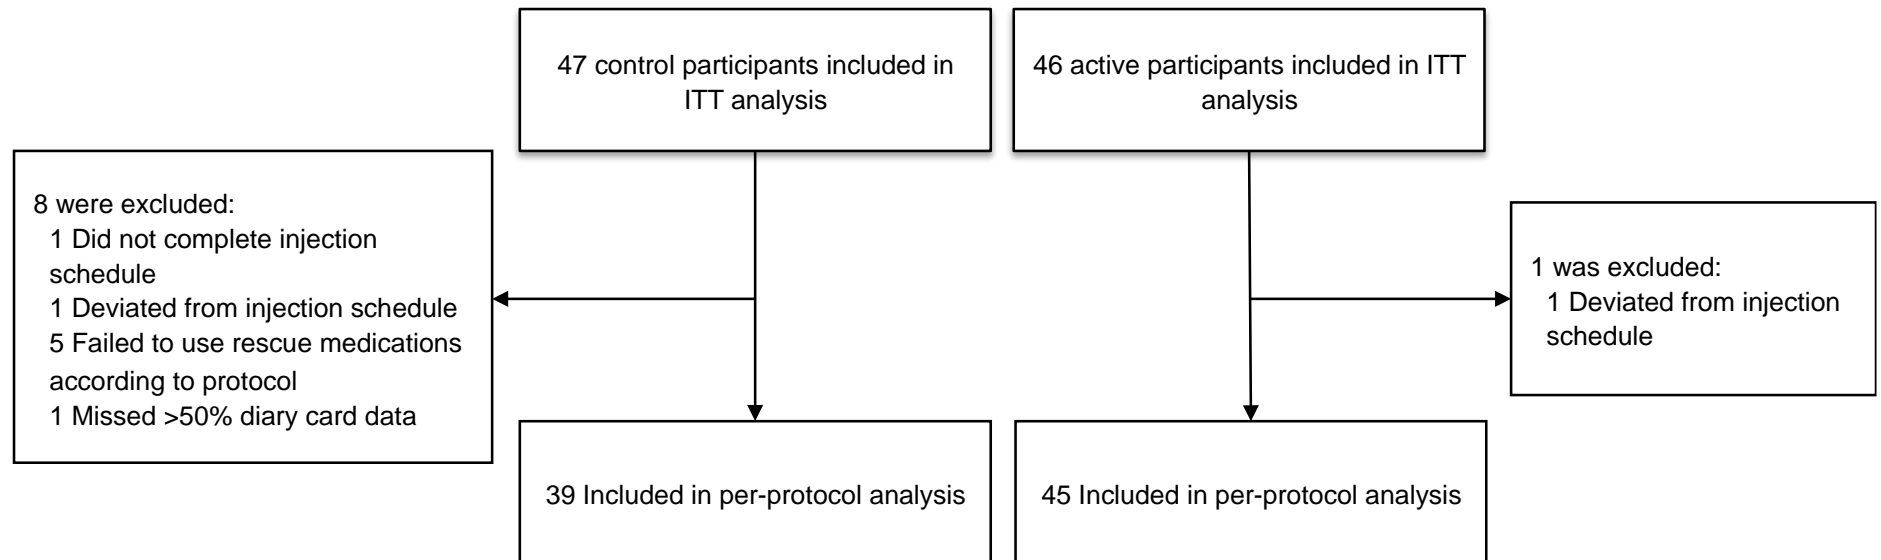 47 control participants included in
ITT analysis
46 active participants included in ITT
analysis
8 were excluded:
1 Did not complete injection
schedule
1 Deviated from injection schedule
5 Failed to use rescue medications
according to protocol
1 Missed >50% diary card data
1 was excluded:
1 Deviated from injection
schedule
39 Included in per-protocol analysis
45 Included in per-protocol analysis